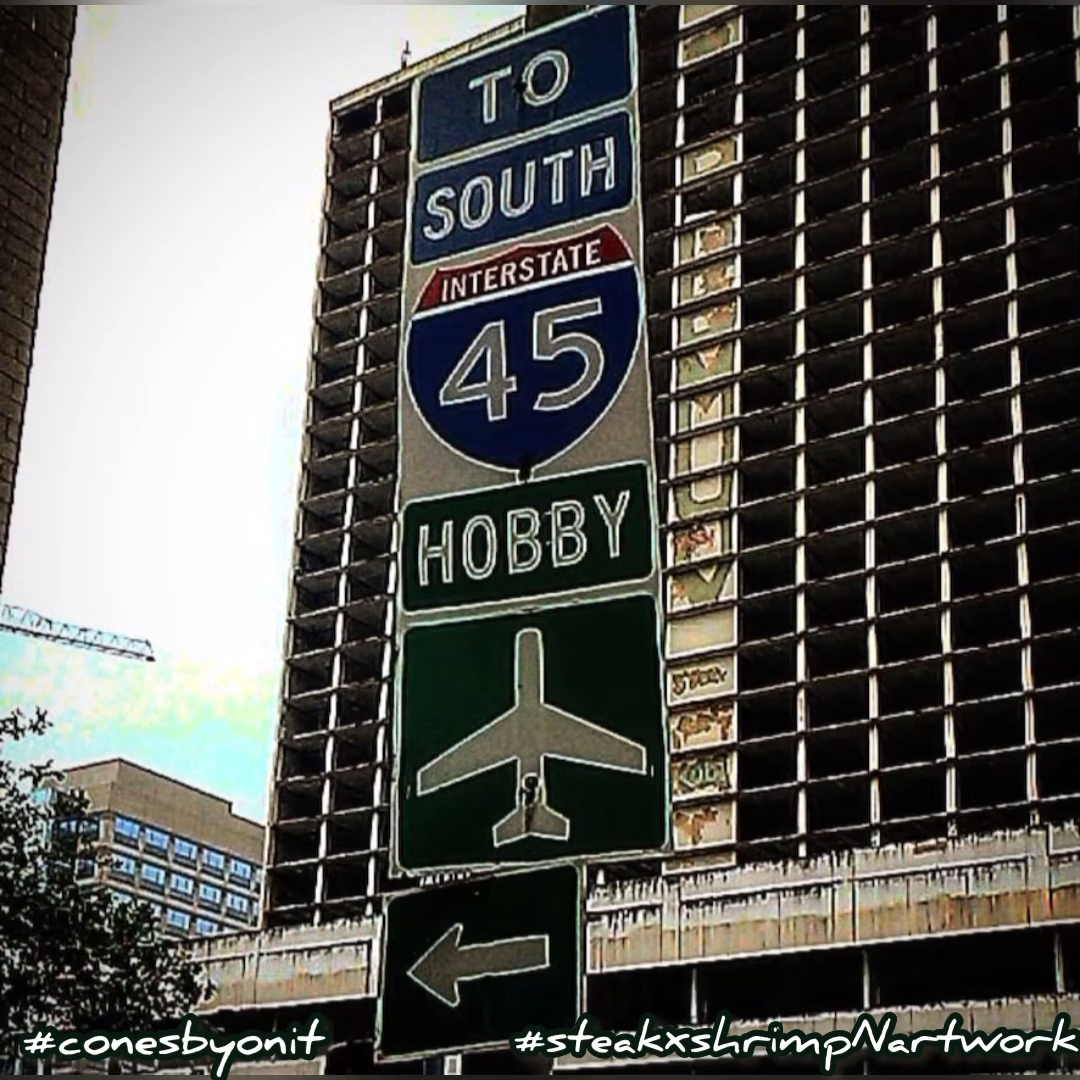 TO
SOUTH
INTERSTATE
45
HOBBY
#conesbyonit
#steakxshrimpNartwork